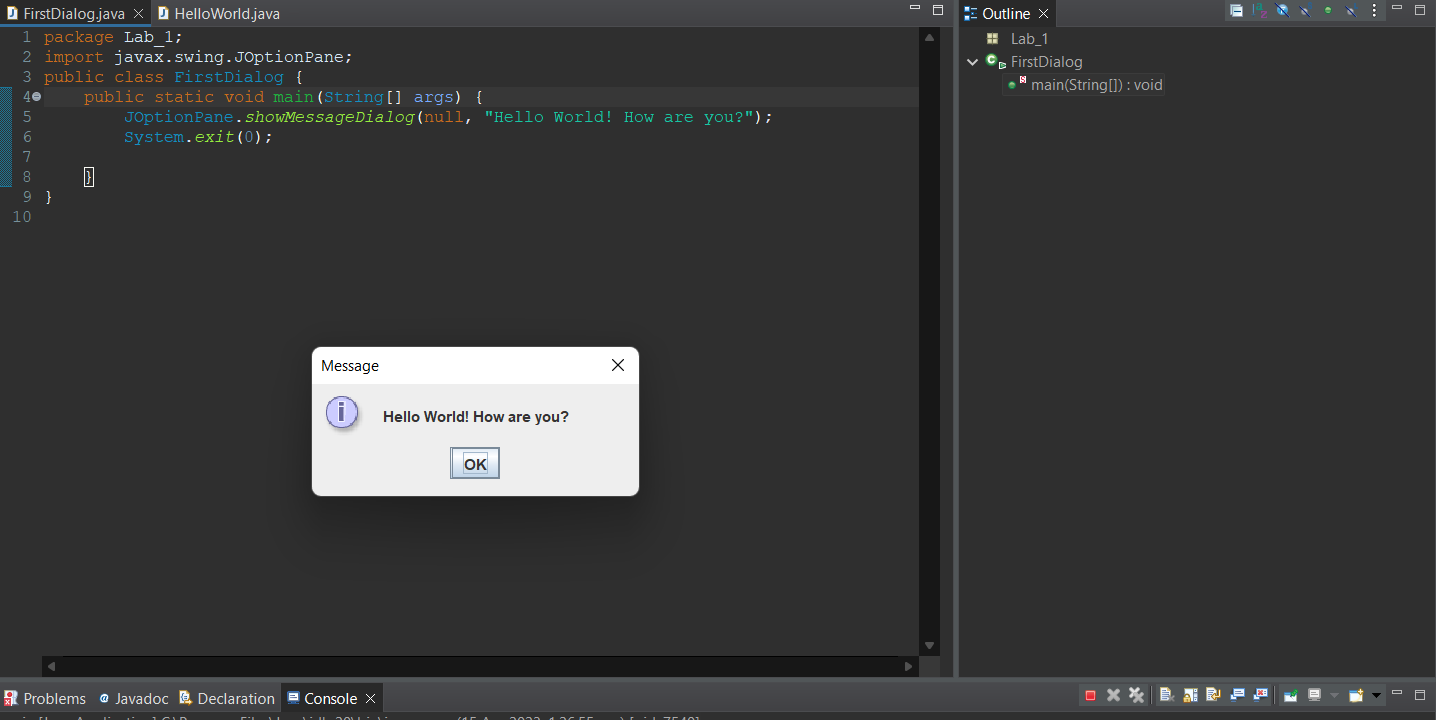 FirstDialog.java
HelloWorld.java
1 package Lab_1;
2 import javax.swing.JOptionPane;
3 public class FirstDialog {
4 public static void main(String[] args) {
5 JOptionPane.showMessageDialog(null, "Hello World! How are you?");
6 System.exit(0);
7
8 }
9 }
10
Outline
Lab_1
FirstDialog
main(String[]) : void
Message
i
Hello World! How are you?
OK
Problems
@ Javadoc
Declaration
Console